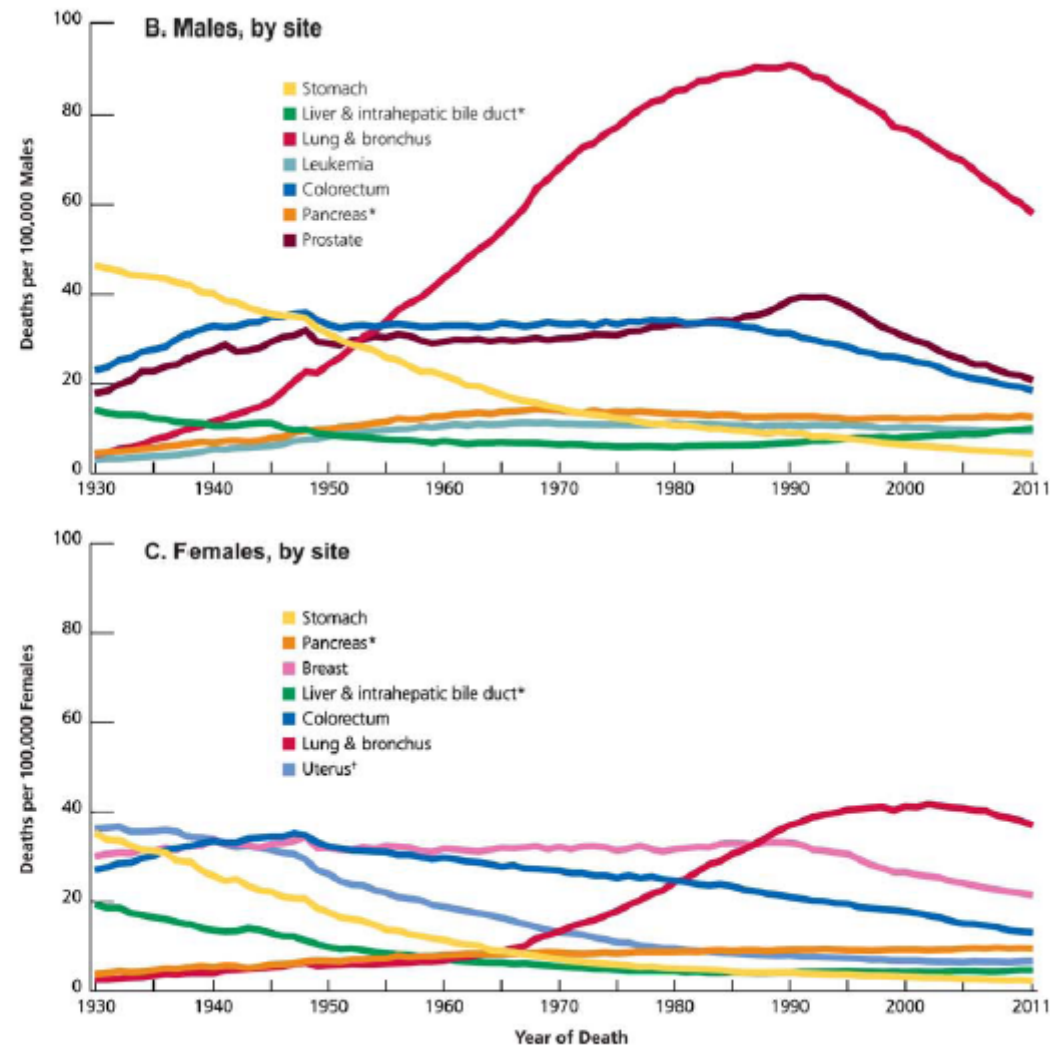 B. Males, by site
Stomach
Liver & intrahepatic bile duct*
Lung & bronchus
Leukemia
Colorectum
Pancreas*
Prostate
Deaths per 100,000 Males
100
80
60
40
20
0
1930 1940 1950 1960 1970 1980 1990 2000 2011
C. Females, by site
Stomach
Pancreas*
Breast
Liver & intrahepatic bile duct*
Colorectum
Lung & bronchus
Uterus†
Deaths per 100,000 Females
100
80
60
40
20
0
1930 1940 1950 1960 1970 1980 1990 2000 2011
Year of Death